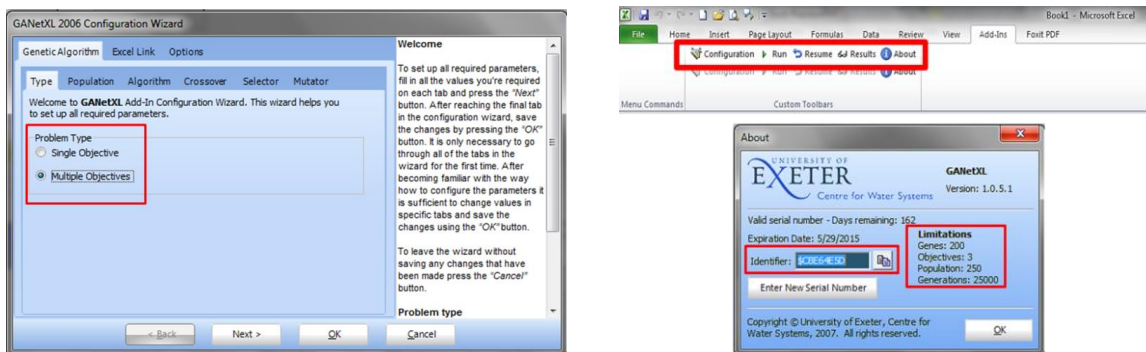 GANetXL 2006 Configuration Wizard
Genetic Algorithm Excel Link Options
Type Population Algorithm Crossover Selector Mutator
Welcome to GANetXL Add-In Configuration Wizard. This wizard helps you
to set up all required parameters.
Problem Type
Single Objective
Multiple Objectives
Welcome
To set up all required parameters,
fill in all the values you're required
on each tab and press the "Next"
button. After reaching the final tab
in the configuration wizard, save
the changes by pressing the "OK"
button. It is only necessary to go
through all of the tabs in the
wizard for the first time. After
becoming familiar with the way
how to configure the parameters it
is sufficient to change values in
specific tabs and save the
changes using the "OK" button.
To leave the wizard without
saving any changes that have
been made press the "Cancel"
button.
Problem type
< Back Next > OK Cancel
Book1 - Microsoft Excel
File Home Insert Page Layout Formulas Data Review View Add-Ins Foxit PDF
Configuration Run Resume Results About
Configuration Run Resume Results About
Menu Commands Custom Toolbars
About
UNIVERSITY OF
EXETER
Centre for Water Systems
GANetXL
Version: 1.0.5.1
Valid serial number - Days remaining: 162
Expiration Date: 5/29/2015
Identifier: $CBE64E5D
Enter New Serial Number
Limitations
Genes: 200
Objectives: 3
Population: 250
Generations: 25000
Copyright © University of Exeter, Centre for
Water Systems, 2007. All rights reserved.
OK